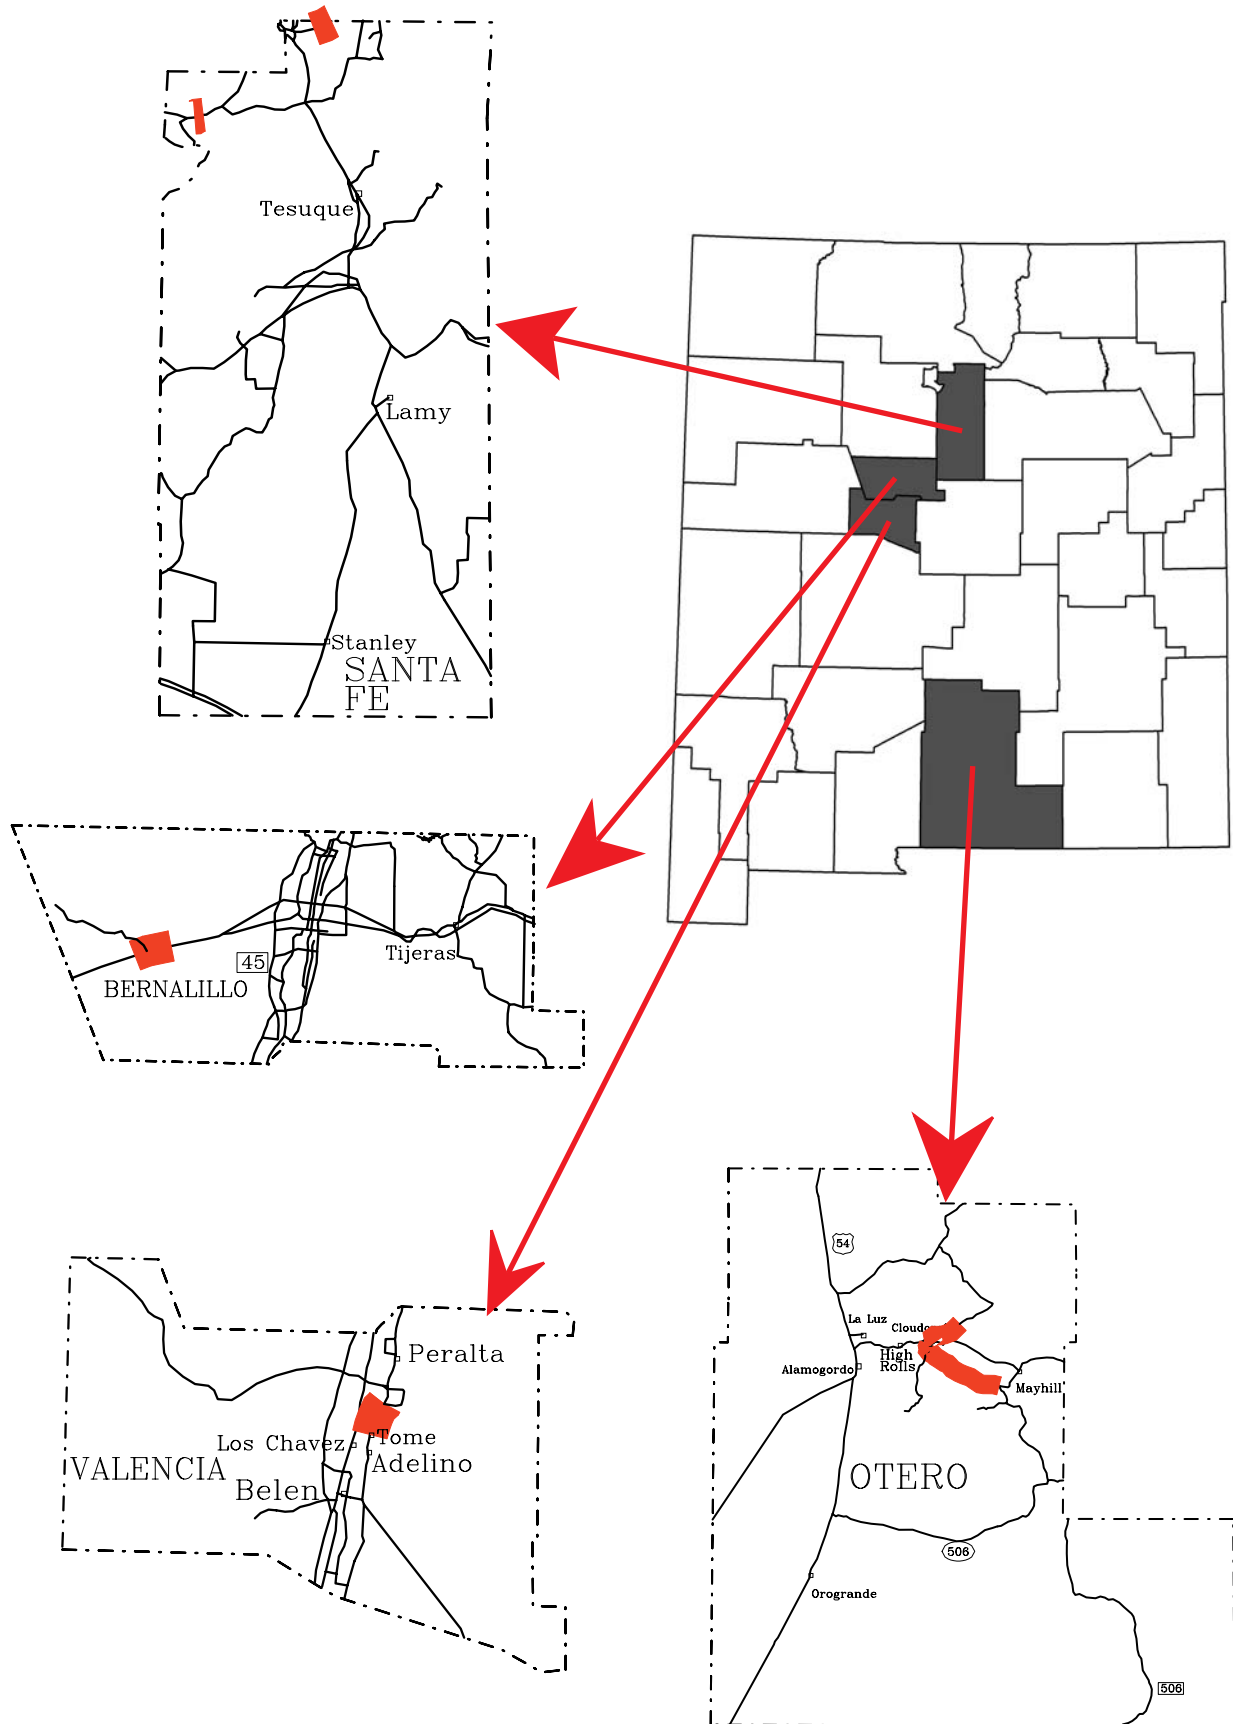 Tesuque
Lamy
Stanley
SANTA
FE
Tijeras
45
BERNALILLO
Peralta
Los Chavez
Tome
Adelino
VALENCIA
Belen
54
La Luz
High
Rolls
Alamogordo
Mayhill
OTERO
506
Orogrande
506